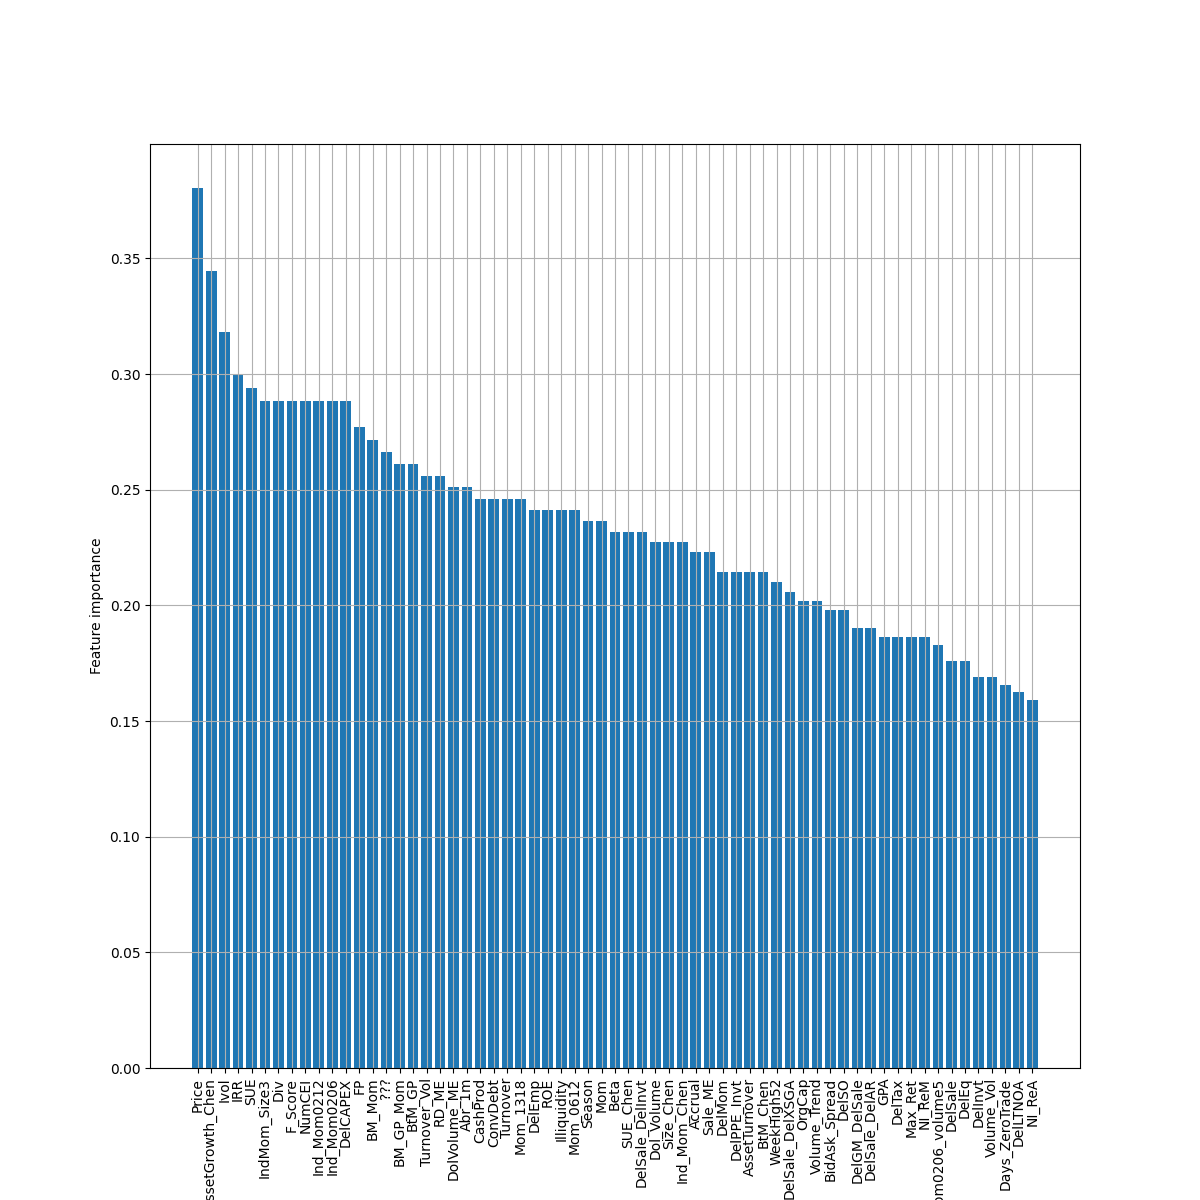 Feature importance
0.35
0.30
0.25
0.20
0.15
0.10
0.05
0.00
Price
ssetGrowth_Chen
Ivol
IRR
SUE
IndMom_Size3
Div
F_Score
NumCEI
Ind_Mom0212
Ind_Mom0206
DelCAPEX
FP
BM_Mom
???
BM_GP_Mom
BtM_GP
Turnover_Vol
RD_ME
DolVolume_ME
Abr_1m
CashProd
ConvDebt
Turnover
Mom_1318
DelEmp
ROE
Illiquidity
Mom0612
Season
Mom
Beta
SUE_Chen
DelSale_DelInvt
Dol_Volume
Size_Chen
Ind_Mom_Chen
Accrual
Sale_ME
DelMom
DelPPE_Invt
AssetTurnover
BtM_Chen
WeekHigh52
DelSale_DelXSGA
OrgCap
Volume_Trend
BidAsk_Spread
DelSO
DelGM_DelSale
DelSale_DelAR
GPA
DelTax
Max_Ret
NI_ReM
om0206_volume5
DelSale
DelEq
DelInvt
Volume_Vol
Days_ZeroTrade
DelLTNOA
NI_ReA